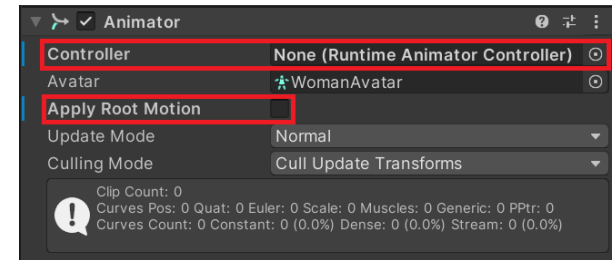 Animator
Controller None (Runtime Animator Controller)
Avatar WomanAvatar
Apply Root Motion
Update Mode Normal
Culling Mode Cull Update Transforms
Clip Count: 0
Curves Pos: 0 Quat: 0 Euler: 0 Scale: 0 Muscles: 0 Generic: 0 PPtr: 0
Curves Count: 0 Constant: 0 (0.0%) Dense: 0 (0.0%) Stream: 0 (0.0%)